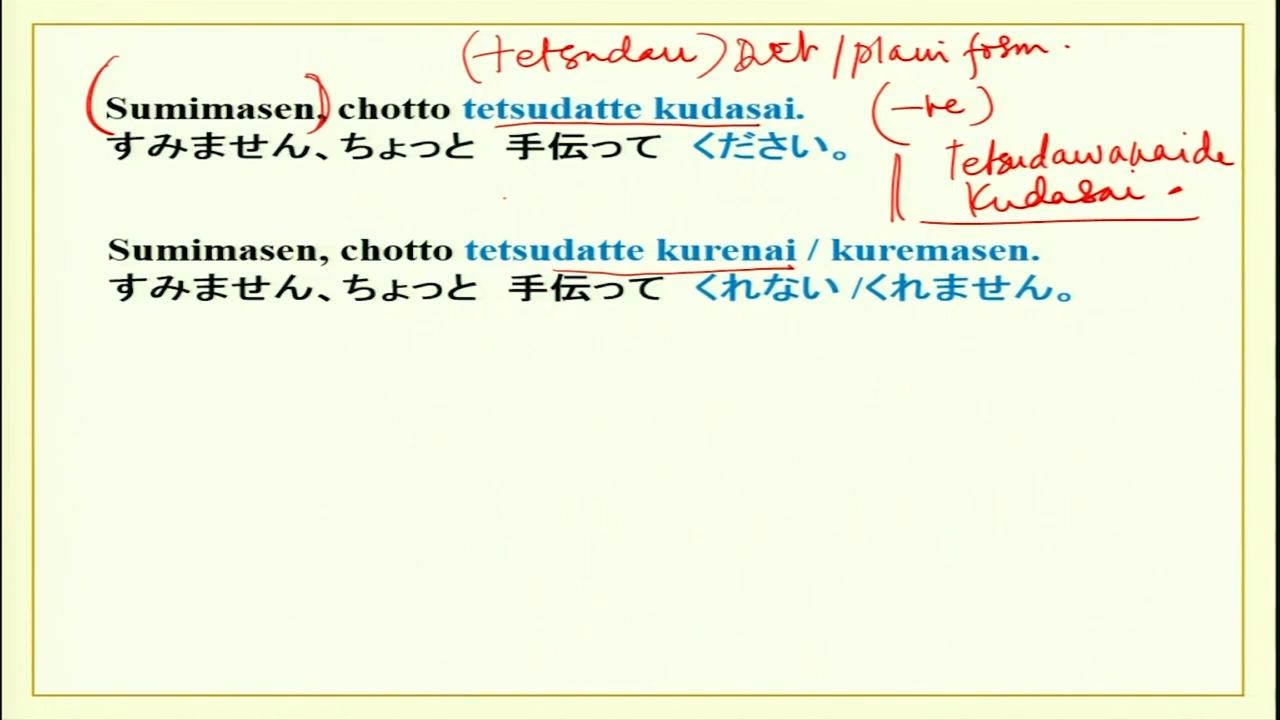 (tetsudau) Dct / plain form.
Sumimasen, chotto tetsudatte kudasai.
すみません、ちょっと 手伝って ください。
(-ve)
tetsudawanaide
Kudasai.
Sumimasen, chotto tetsudatte kurenai / kuremasen.
すみません、ちょっと 手伝って くれない /くれません。